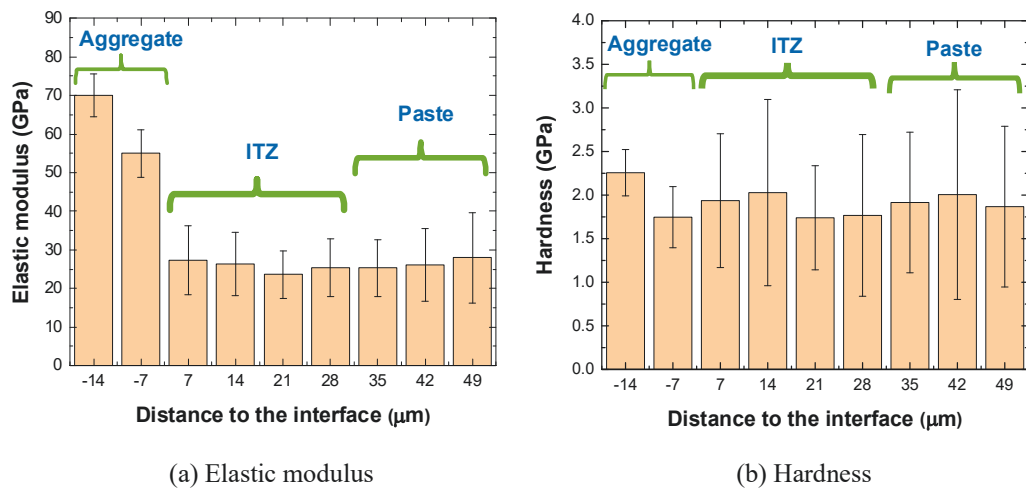 Aggregate
ITZ
Paste
Elastic modulus (GPa)
90
80
70
60
50
40
30
20
10
0
-14 -7 7 14 21 28 35 42 49
Distance to the interface (μm)
(a) Elastic modulus
Aggregate
ITZ
Paste
Hardness (GPa)
4.0
3.5
3.0
2.5
2.0
1.5
1.0
0.5
0.0
-14 -7 7 14 21 28 35 42 49
Distance to the interface (μm)
(b) Hardness